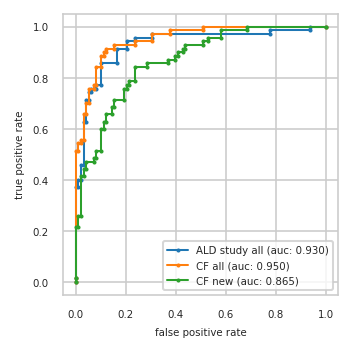 1.0
0.8
0.6
0.4
0.2
0.0
true positive rate
ALD study all (auc: 0.930)
CF all (auc: 0.950)
CF new (auc: 0.865)
0.0 0.2 0.4 0.6 0.8 1.0
false positive rate